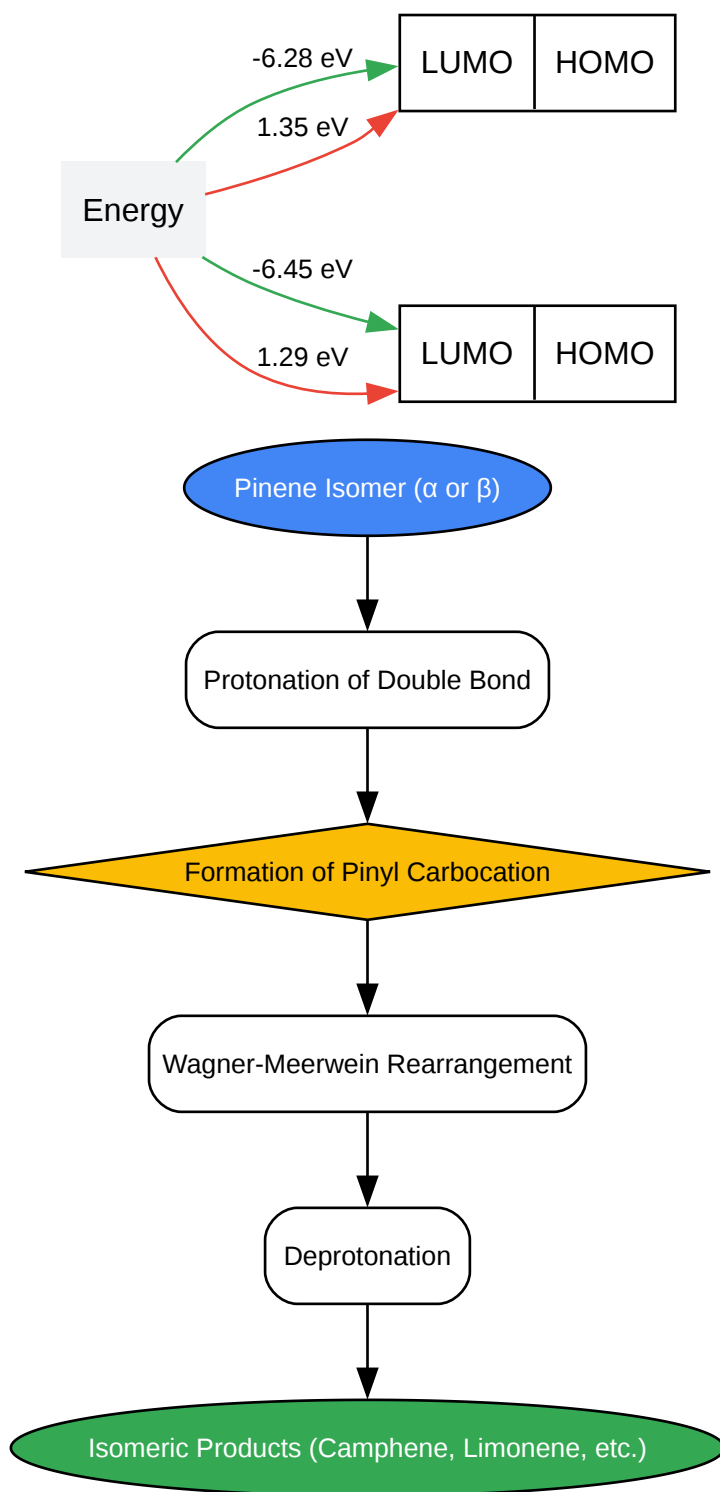 -6.28 eV
LUMO HOMO
1.35 eV
Energy
-6.45 eV
LUMO HOMO
1.29 eV
Pinene Isomer (α or β)
Protonation of Double Bond
Formation of Pinyl Carbocation
Wagner-Meerwein Rearrangement
Deprotonation
Isomeric Products (Camphene, Limonene, etc.)